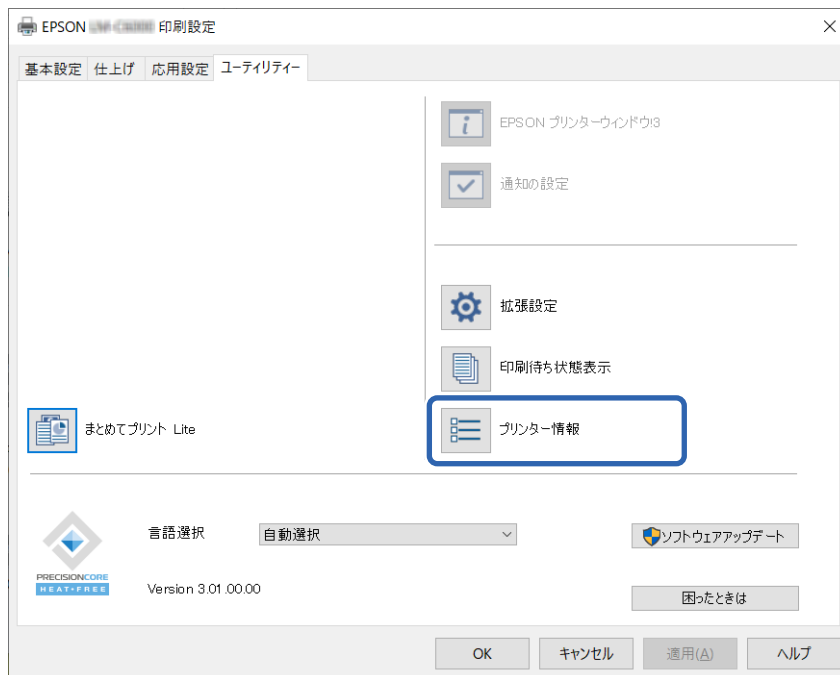 EPSON 印刷設定
基本設定 仕上げ 応用設定 ユーティリティー
EPSON プリンターウィンドウ!3
通知の設定
拡張設定
印刷待ち状態表示
まとめてプリント Lite
プリンター情報
言語選択 自動選択
ソフトウェアアップデート
PRECISIONCORE
HEAT-FREE
Version 3.01.00.00
困ったときは
OK キャンセル 適用(A) ヘルプ